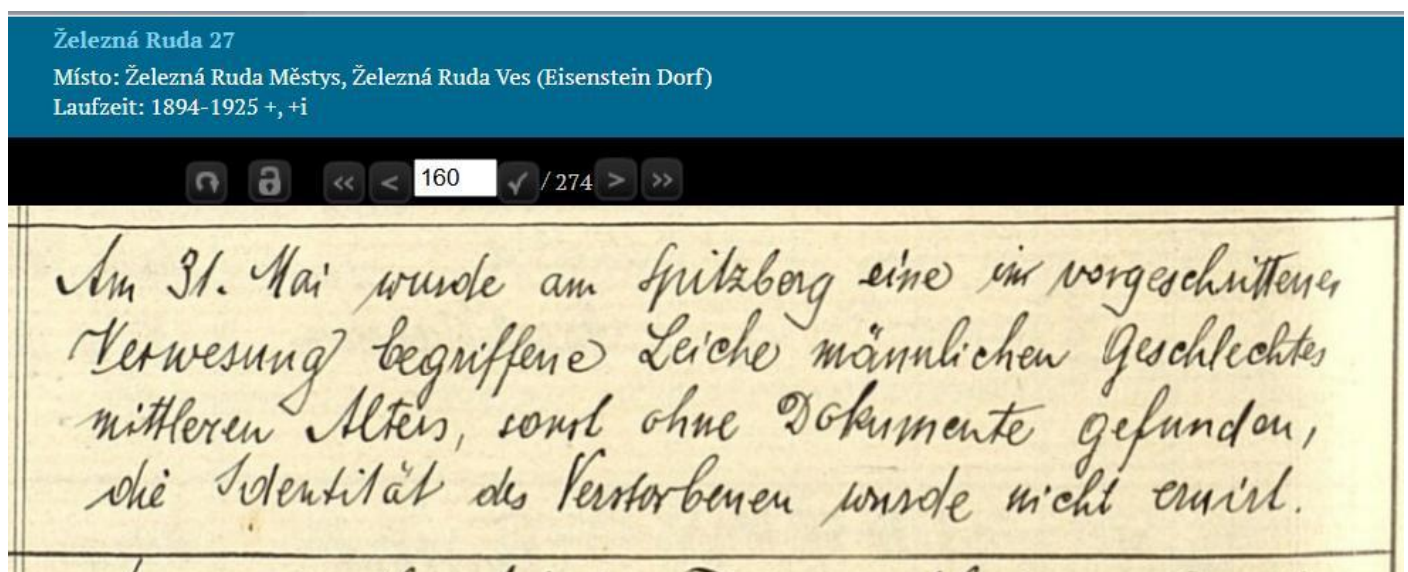 Železná Ruda 27
Místo: Železná Ruda Městys, Železná Ruda Ves (Eisenstein Dorf)
Laufzeit: 1894-1925 +, +i
<< < 160 / 274 > >>
Am 31. Mai wurde am Spitzberg eine in vorgeschrittener
Verwesung begriffene Leiche männlichen Geschlechtes
mittleren Alters, sonst ohne Dokumente gefunden,
die Identität des Verstorbenen wurde nicht eruirt.